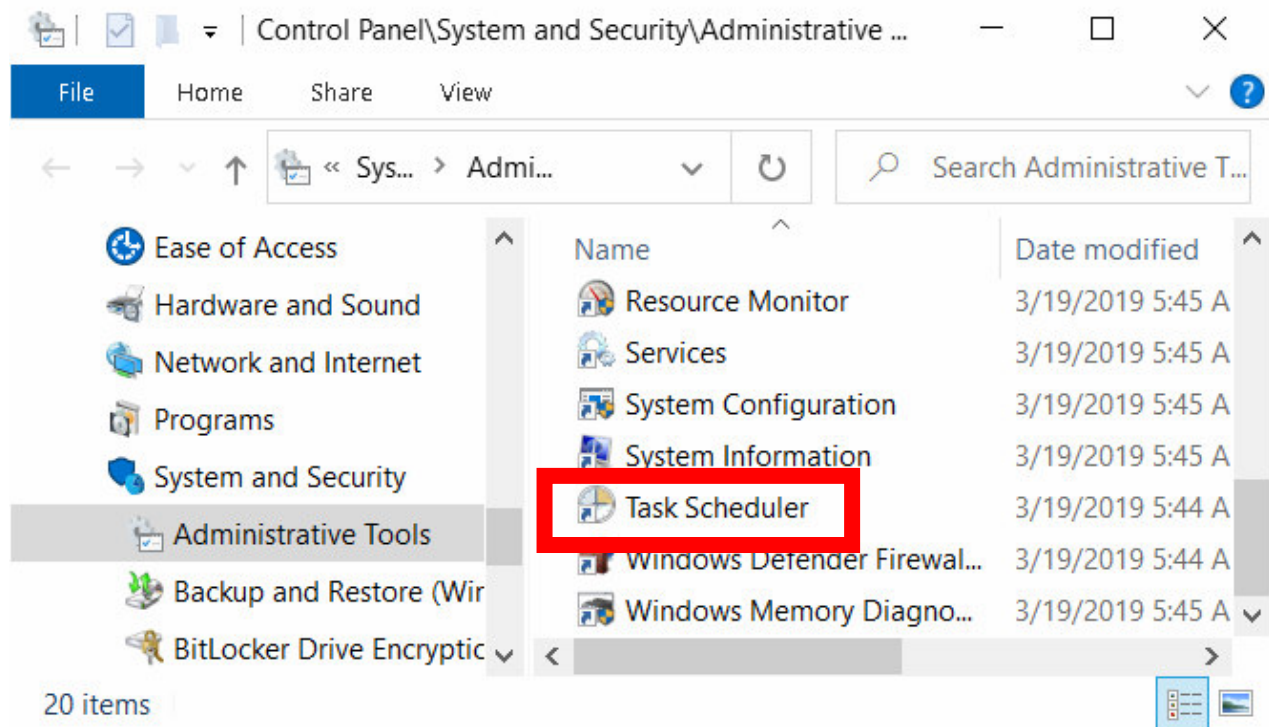 Control Panel\System and Security\Administrative ...
File Home Share View
?
« Sys... > Admi...
Search Administrative T...
Ease of Access
Hardware and Sound
Network and Internet
Programs
System and Security
Administrative Tools
Backup and Restore (Wir
BitLocker Drive Encryptic
Name Date modified
Resource Monitor 3/19/2019 5:45 A
Services 3/19/2019 5:45 A
System Configuration 3/19/2019 5:45 A
System Information 3/19/2019 5:45 A
Task Scheduler 3/19/2019 5:44 A
Windows Defender Firewal... 3/19/2019 5:44 A
Windows Memory Diagno... 3/19/2019 5:45 A
20 items